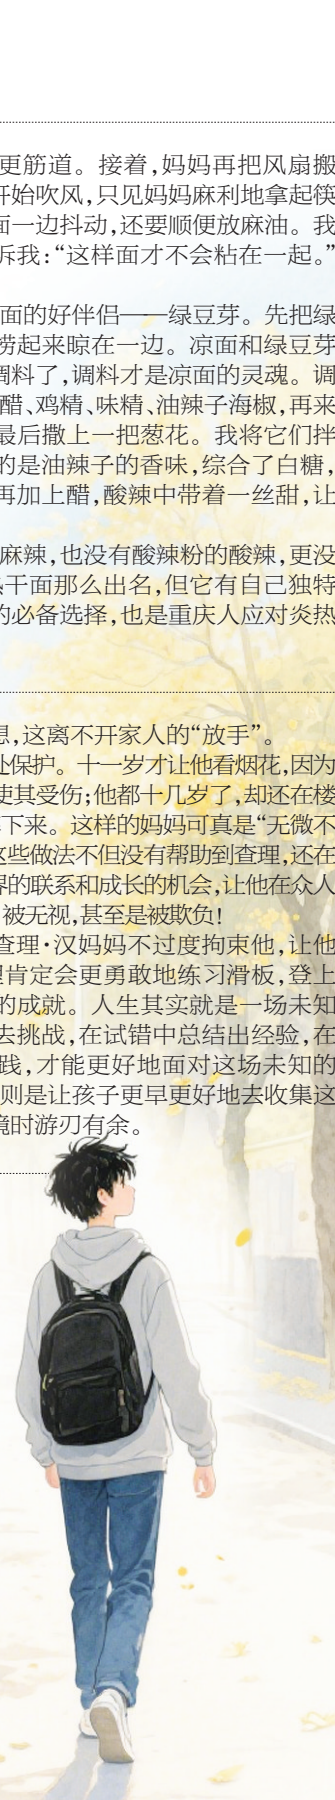 更筋道。接着,妈妈再把风扇搬
开始吹风,只见妈妈麻利地拿起筷
面一边抖动,还要顺便放麻油。我
诉我:“这样面才不会粘在一起。”
面的好伴侣——绿豆芽。先把绿
捞起来晾在一边。凉面和绿豆芽
调料了,调料才是凉面的灵魂。调
醋、鸡精、味精、油辣子海椒,再来
最后撒上一把葱花。我将它们拌
的是油辣子的香味,综合了白糖,
再加上醋,酸辣中带着一丝甜,让
麻辣,也没有酸辣粉的酸辣,更没
热干面那么出名,但它有自己独特
的必备选择,也是重庆人应对炎热
想,这离不开家人的“放手”。
处保护。十一岁才让他看烟花,因为
使其受伤;他都十几岁了,却还在楼
下来。这样的妈妈可真是“无微不
这些做法不但没有帮助到查理,还在
界的联系和成长的机会,让他在众人
被无视,甚至是被欺负!
查理·汉妈妈不过度拘束他,让他
理肯定会更勇敢地练习滑板,登上
的成就。人生其实就是一场未知
去挑战,在试错中总结出经验,在
践,才能更好地面对这场未知的
则是让孩子更早更好地去收集这
境时游刃有余。